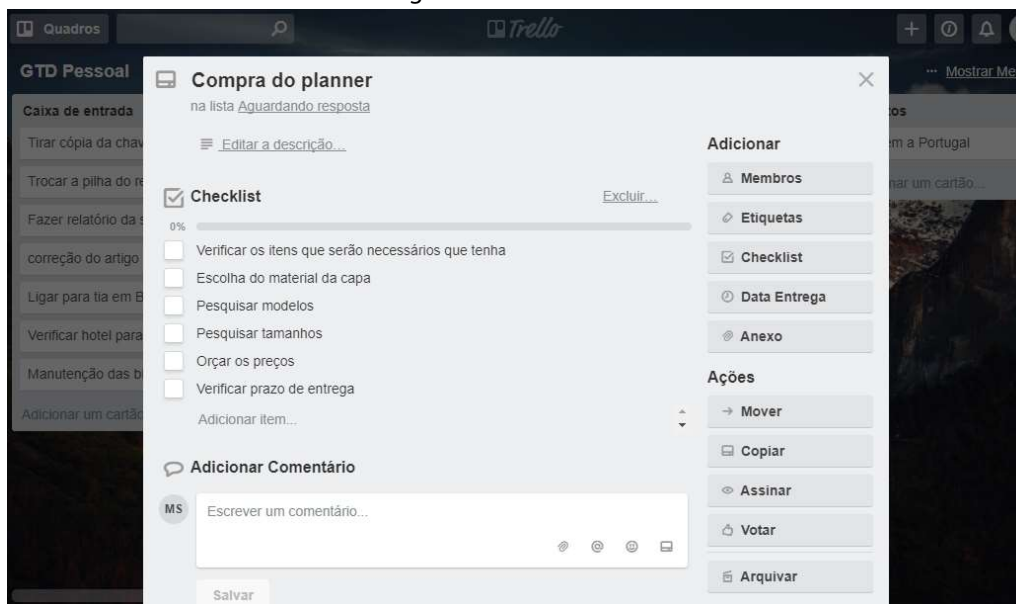 Quadros
Trello
GTD Pessoal
Mostrar Me
Caixa de entrada
Tirar cópia da chav
Trocar a pilha do re
Fazer relatório da s
correção do artigo
Ligar para tia em B
Verificar hotel para
Manutenção das b
Adicionar um cartão
Compra do planner
na lista Aguardando resposta
Editar a descrição...
Checklist
Excluir...
0%
Verificar os itens que serão necessários que tenha
Escolha do material da capa
Pesquisar modelos
Pesquisar tamanhos
Orçar os preços
Verificar prazo de entrega
Adicionar item...
Adicionar Comentário
MS
Escrever um comentário...
Salvar
Adicionar
Membros
Etiquetas
Checklist
Data Entrega
Anexo
Ações
Mover
Copiar
Assinar
Votar
Arquivar
os
m a Portugal
nar um cartão...